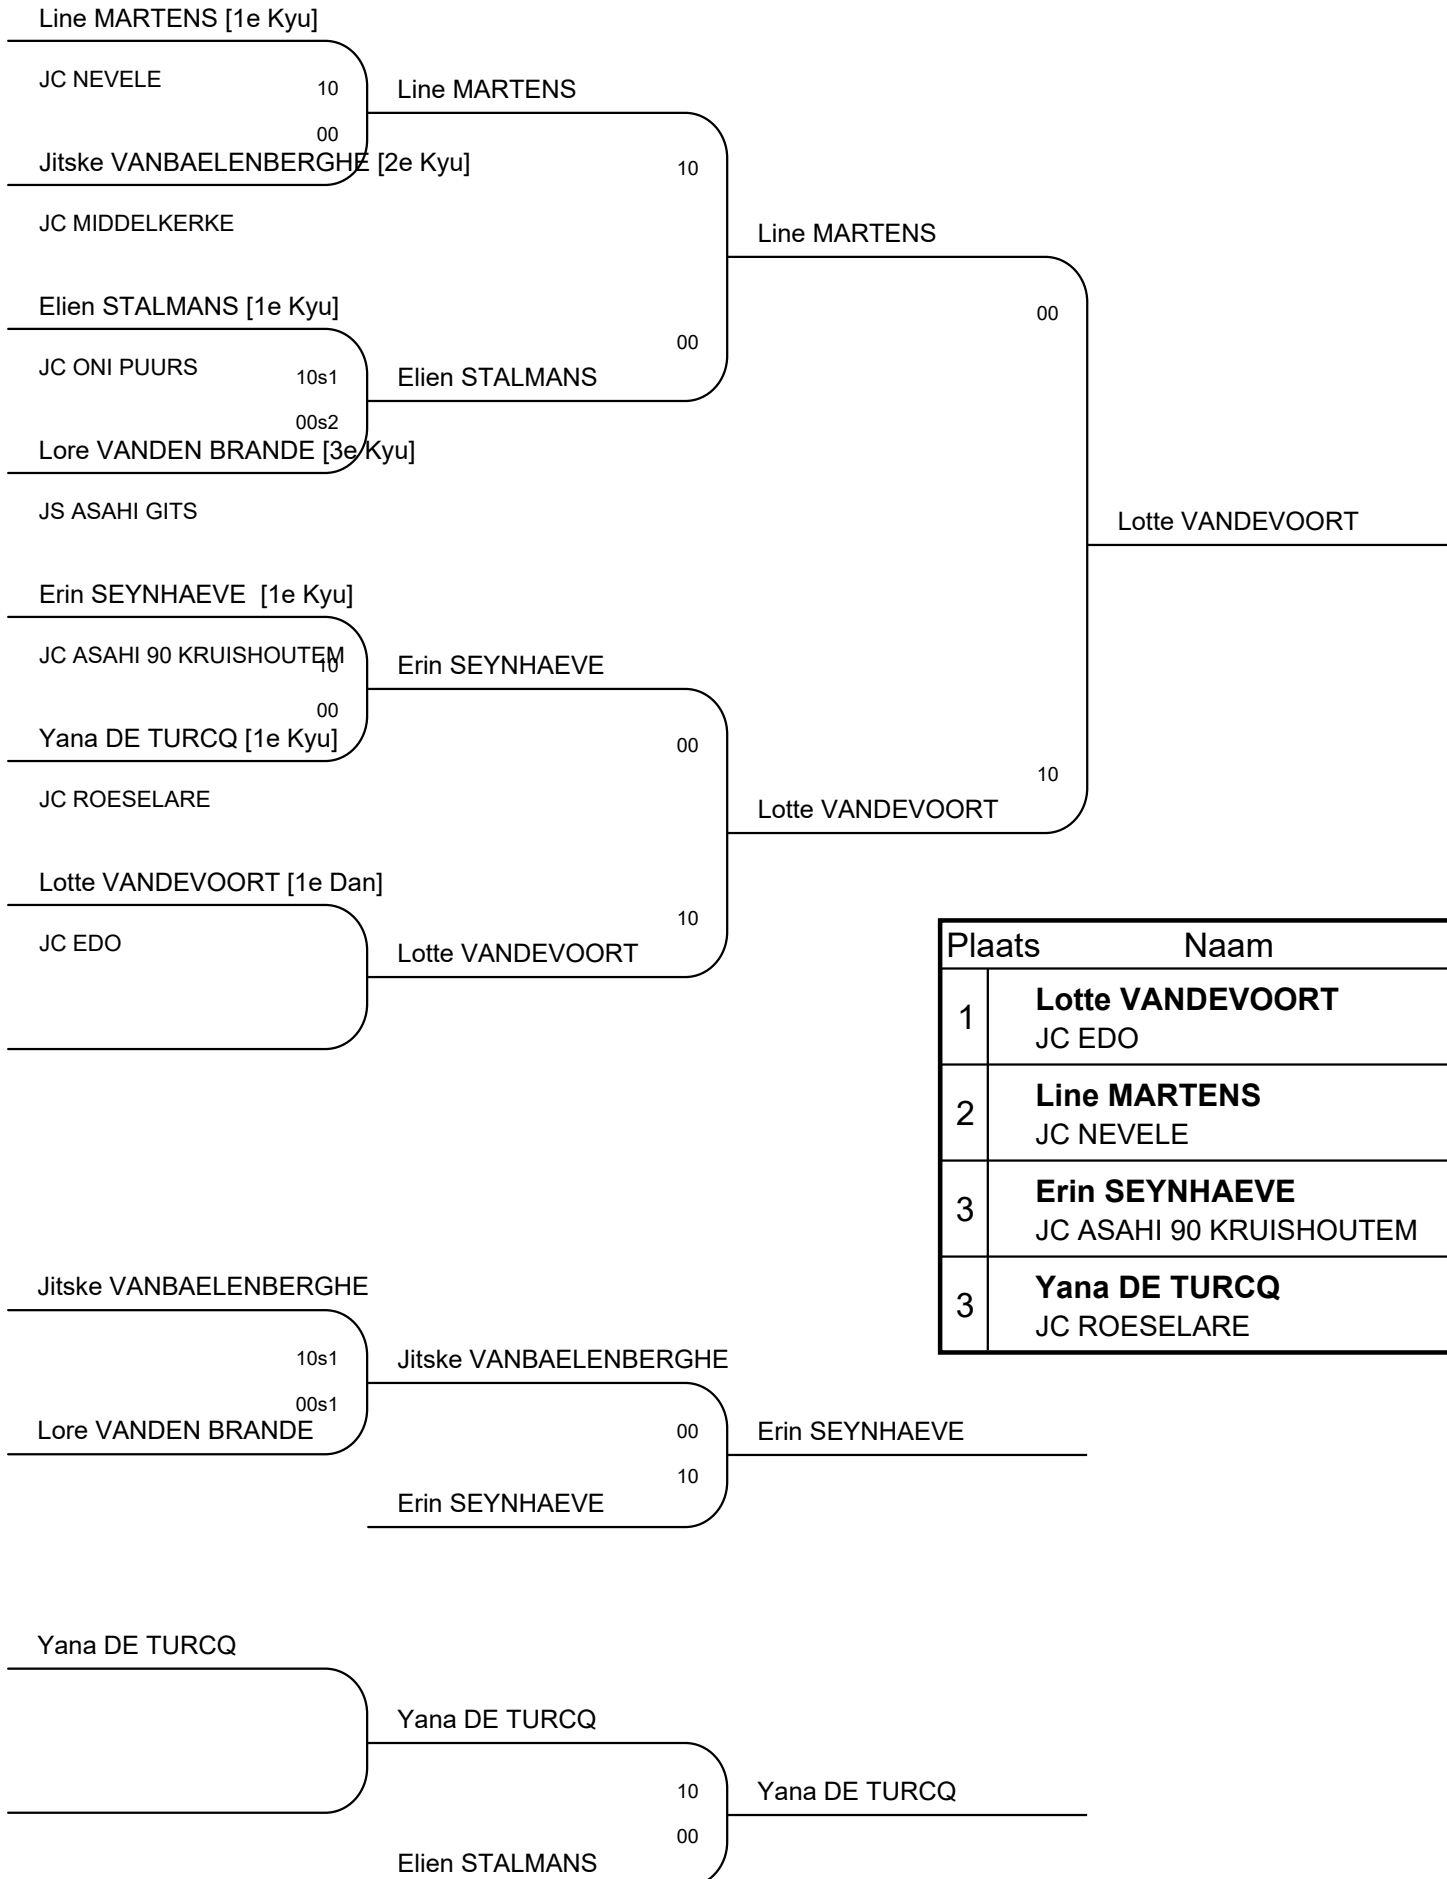 Line MARTENS [1e Kyu]
JC NEVELE
10
Line MARTENS
00
Jitske VANBAELENBERGHE [2e Kyu]
10
JC MIDDELKERKE
Line MARTENS
Elien STALMANS [1e Kyu]
00
00
JC ONI PUURS
10s1
Elien STALMANS
00s2
Lore VANDEN BRANDE [3e Kyu]
JS ASAHI GITS
Lotte VANDEVOORT
Erin SEYNHAEVE [1e Kyu]
JC ASAHI 90 KRUISHOUTEM
10
Erin SEYNHAEVE
00
Yana DE TURCQ [1e Kyu]
00
10
JC ROESELARE
Lotte VANDEVOORT
Lotte VANDEVOORT [1e Dan]
10
JC EDO
Lotte VANDEVOORT
Plaats Naam
1 Lotte VANDEVOORT
JC EDO
2 Line MARTENS
JC NEVELE
3 Erin SEYNHAEVE
JC ASAHI 90 KRUISHOUTEM
3 Yana DE TURCQ
JC ROESELARE
Jitske VANBAELENBERGHE
10s1
Jitske VANBAELENBERGHE
00s1
Lore VANDEN BRANDE
00
Erin SEYNHAEVE
10
Erin SEYNHAEVE
Yana DE TURCQ
Yana DE TURCQ
10
Yana DE TURCQ
00
Elien STALMANS